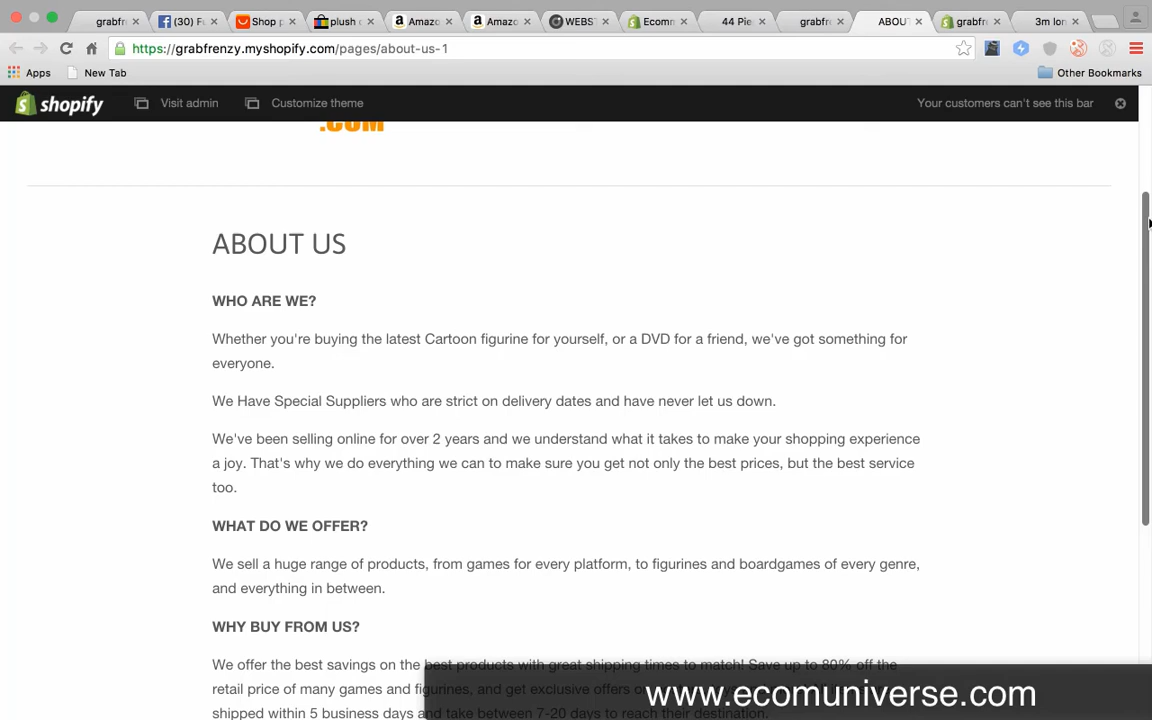 grabfr
(30) F
Shop p
plush c
Amazo
Amazo
WEBS
Ecomr
44 Pie
grabfr
ABOU
grabfr
3m lon
https://grabfrenzy.myshopify.com/pages/about-us-1
Apps New Tab Other Bookmarks
shopify Visit admin Customize theme Your customers can't see this bar
.COM
ABOUT US
WHO ARE WE?
Whether you're buying the latest Cartoon figurine for yourself, or a DVD for a friend, we've got something for
everyone.
We Have Special Suppliers who are strict on delivery dates and have never let us down.
We've been selling online for over 2 years and we understand what it takes to make your shopping experience
a joy. That's why we do everything we can to make sure you get not only the best prices, but the best service
too.
WHAT DO WE OFFER?
We sell a huge range of products, from games for every platform, to figurines and boardgames of every genre,
and everything in between.
WHY BUY FROM US?
We offer the best savings on the best products with great shipping times to match! Save up to 80% off the
retail price of many games and figurines, and get exclusive offers
shipped within 5 business days and take between 7-20 days to reach their destination.
www.ecomuniverse.com